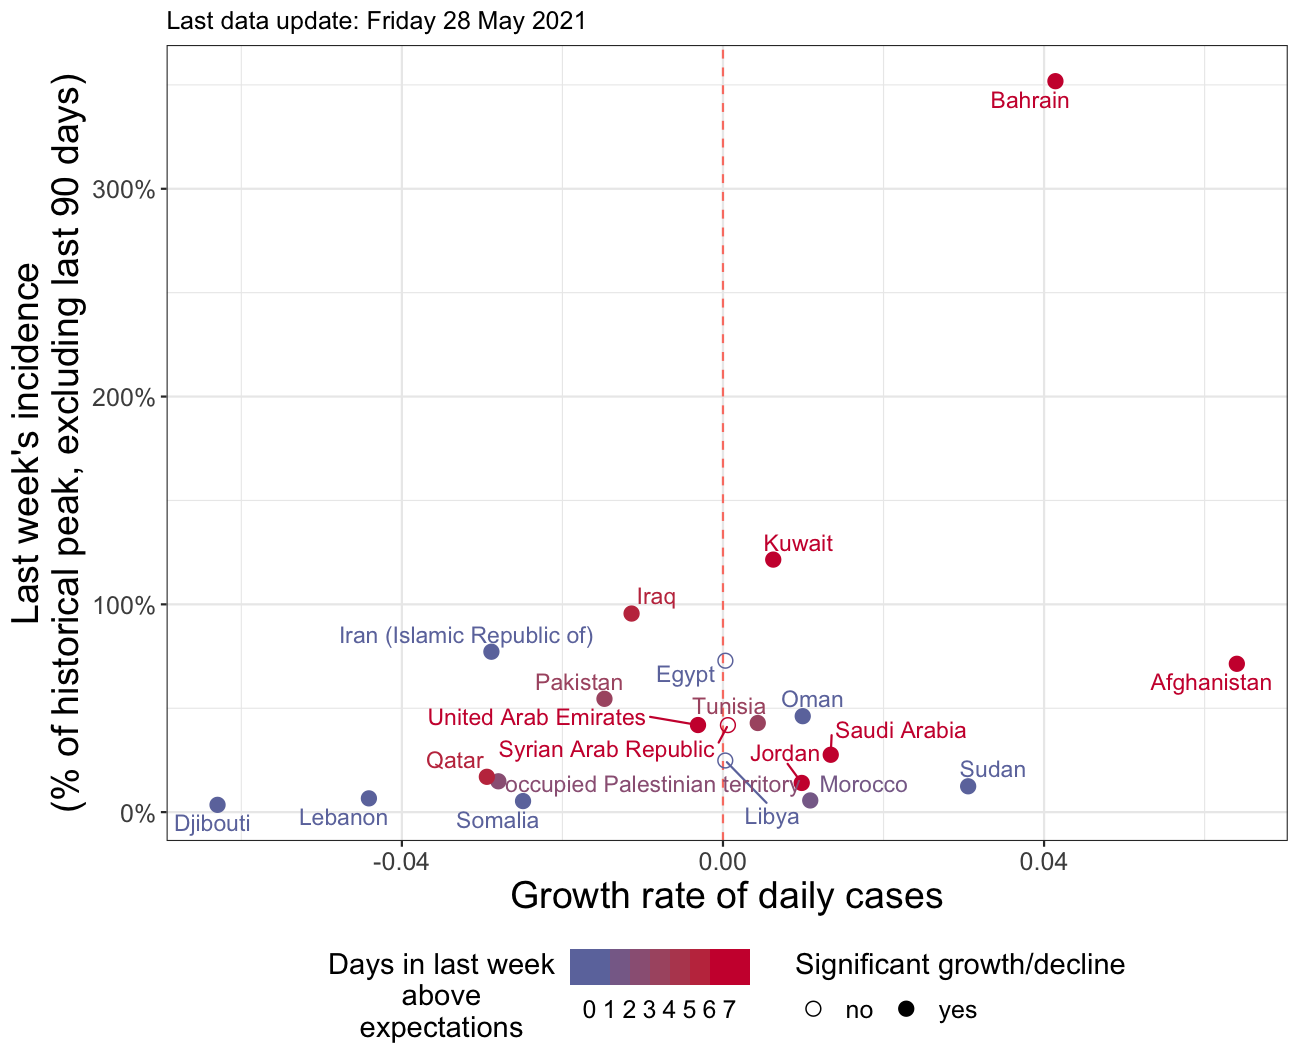 Last data update: Friday 28 May 2021
Last week's incidence
(% of historical peak, excluding last 90 days)
300%
200%
100%
0%
Bahrain
Kuwait
Iraq
Iran (Islamic Republic of)
Egypt
Afghanistan
Pakistan
Oman
Tunisia
United Arab Emirates
Saudi Arabia
Syrian Arab Republic
Jordan
Qatar
Sudan
occupied Palestinian territory
Morocco
Djibouti
Lebanon
Somalia
Libya
-0.04
0.00
0.04
Growth rate of daily cases
Days in last week
above
expectations
0 1 2 3 4 5 6 7
Significant growth/decline
no
yes